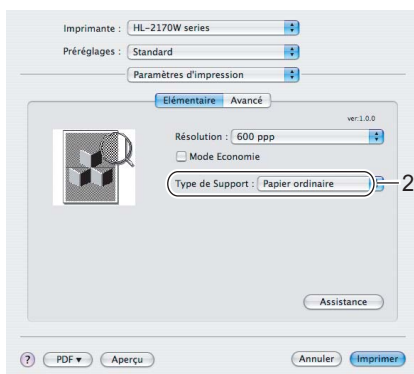 Imprimante : HL-2170W series
Préréglages : Standard
Paramètres d'impression
Elémentaire Avancé
ver:1.0.0
Résolution : 600 ppp
Mode Economie
Type de Support : Papier ordinaire 2
Assistance
? PDF Aperçu Annuler Imprimer